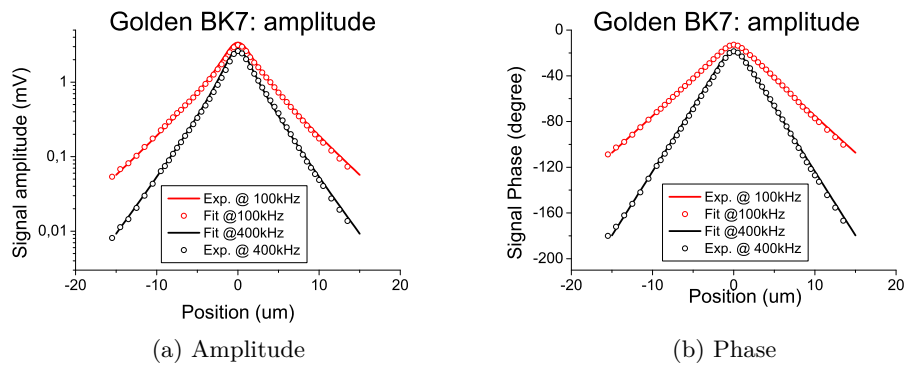 Golden BK7: amplitude
Signal amplitude (mV)
1
0,1
0,01
Exp. @ 100kHz
Fit @100kHz
Fit @400kHz
Exp. @ 400kHz
-20
-10
0
10
20
Position (um)
(a) Amplitude
Golden BK7: amplitude
Signal Phase (degree)
0
-40
-80
-120
-160
-200
Exp. @ 100kHz
Fit @100kHz
Fit @400kHz
Exp. @ 400kHz
-20
-10
0
10
20
Position (um)
(b) Phase